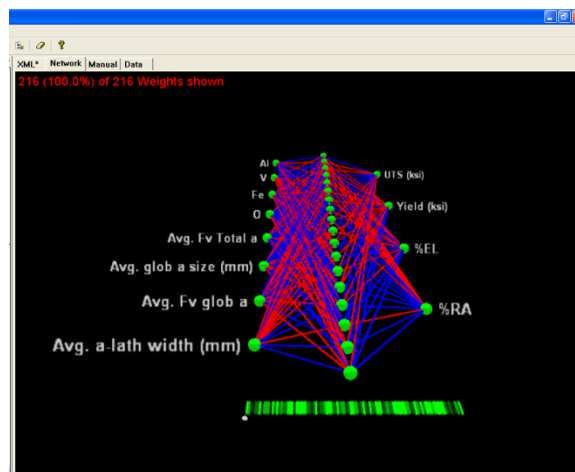 XML* Network Manual Data
216 (100.0%) of 216 Weights shown
Al
V
Fe
O
Avg. Fv Total a
Avg. glob a size (mm)
Avg. Fv glob a
Avg. a-lath width (mm)
UTS (ksi)
Yield (ksi)
%EL
%RA